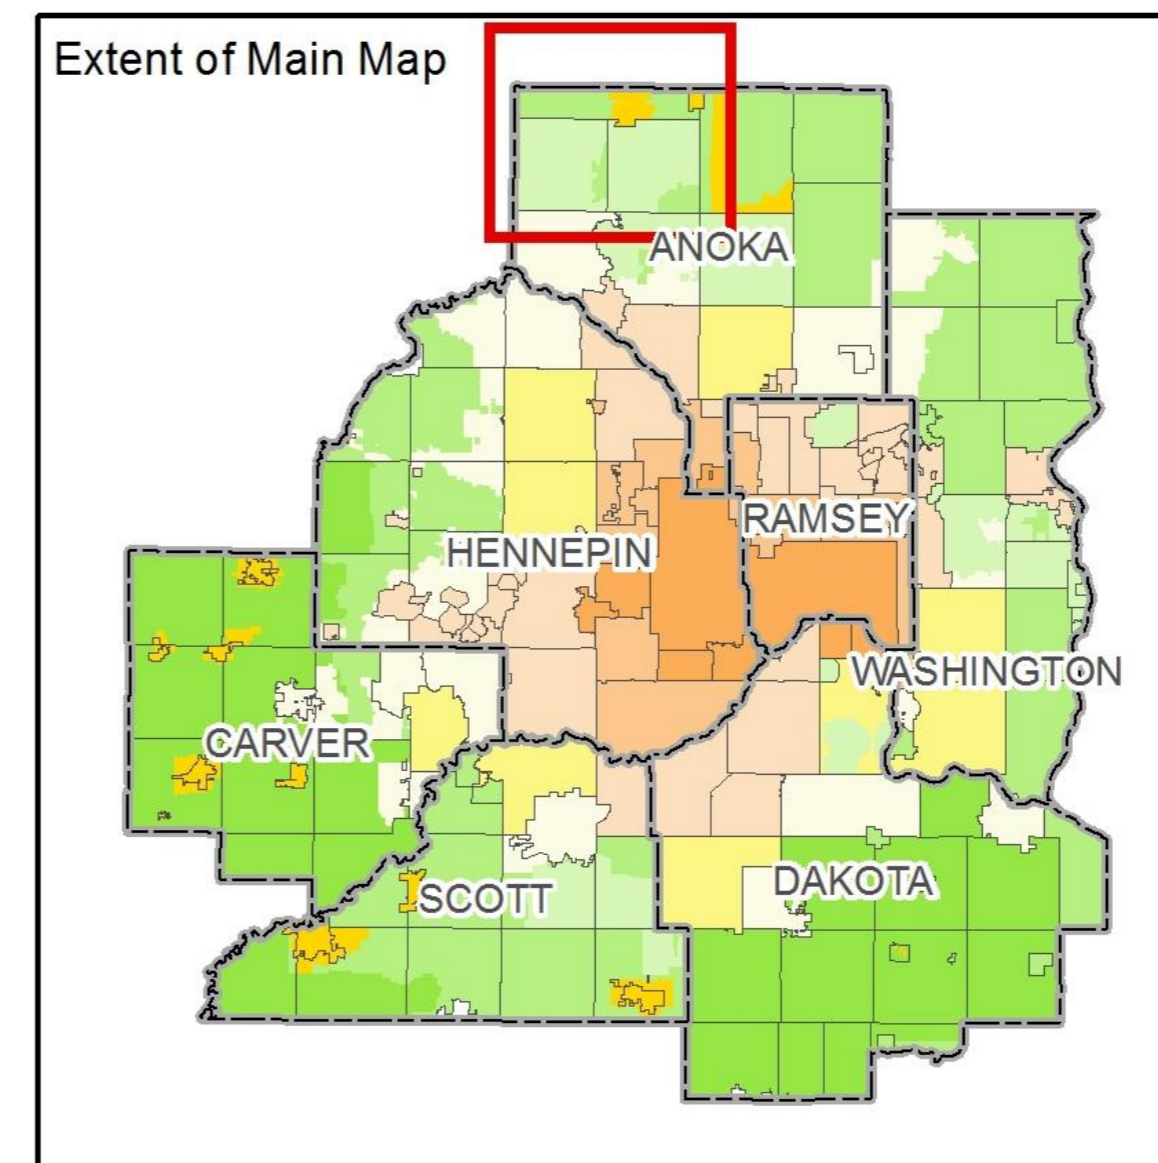 Extent of Main Map
ANOKA
RAMSEY
HENNEPIN
WASHINGTON
CARVER
DAKOTA
SCOTT